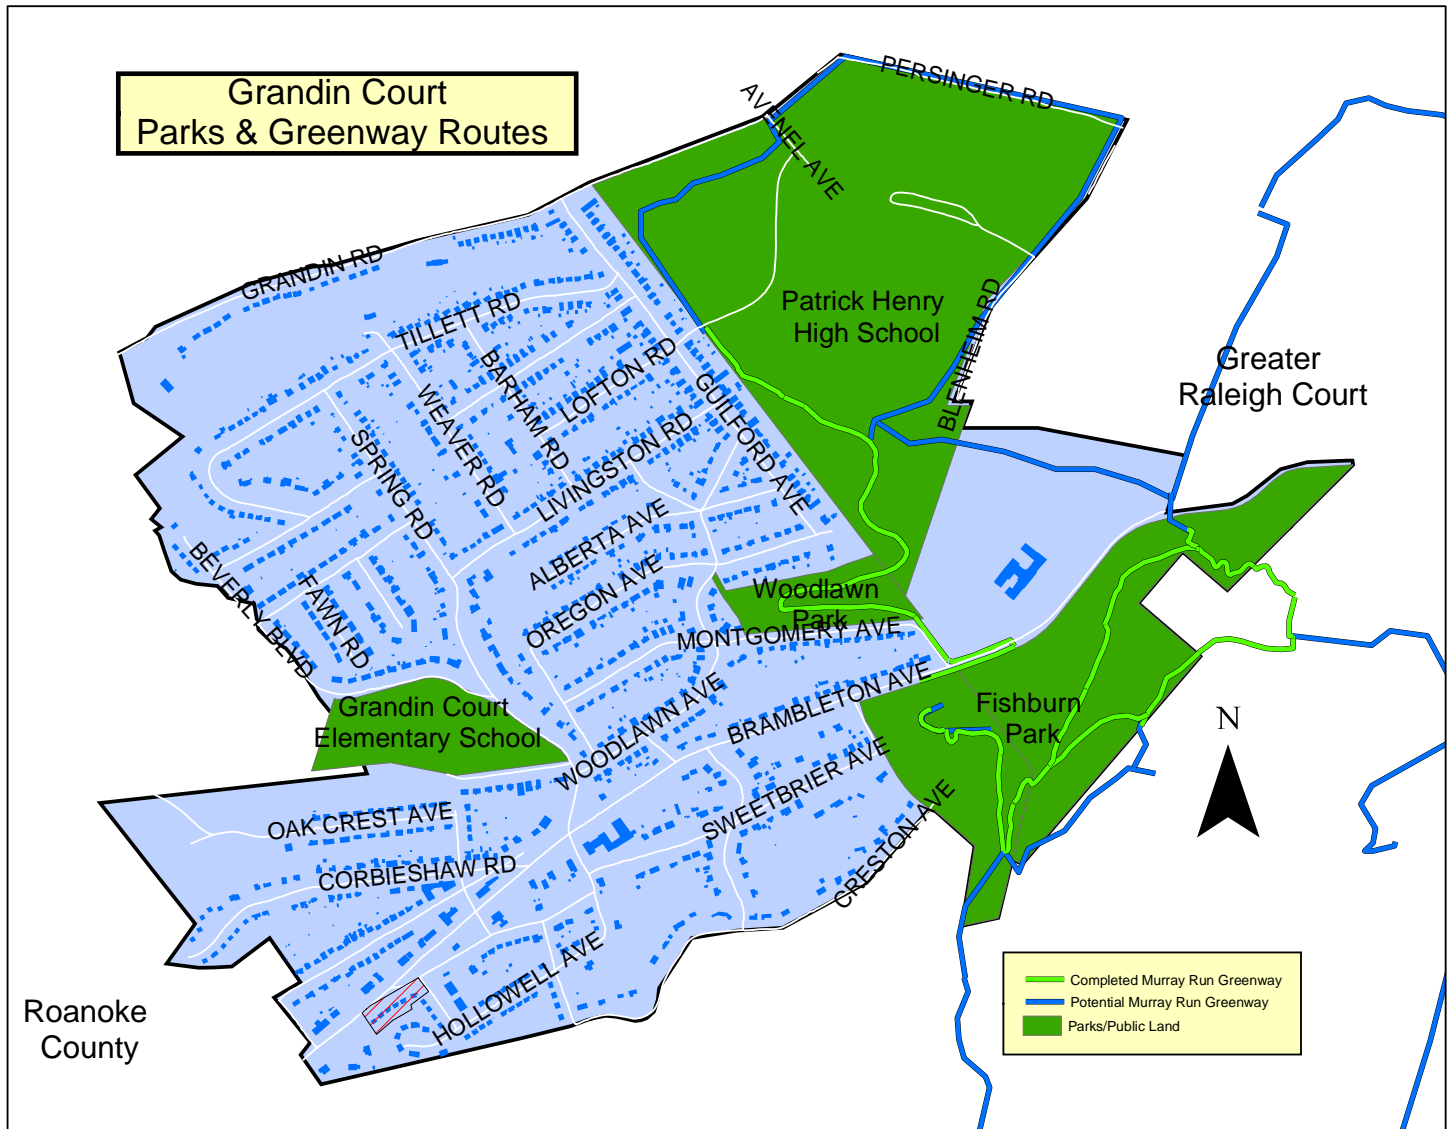 Grandin Court
Parks & Greenway Routes
PERSINGER RD
AVENEL AVE
GRANDIN RD
TILLETT RD
Patrick Henry
High School
BLENHEIM RD
Greater
Raleigh Court
BARHAM RD
LOFTON RD
GUILFORD AVE
WEAVER RD
SPRING RD
LIVINGSTON RD
ALBERTA AVE
OREGON AVE
BEVERLY BLVD
FAWN RD
Woodlawn
Park
MONTGOMERY AVE
Grandin Court
Elementary School
WOODLAWN AVE
BRAMBLETON AVE
Fishburn
Park
N
SWEETBRIER AVE
CRESTON AVE
OAK CREST AVE
CORBIESHAW RD
HOLLOWELL AVE
Roanoke
County
Completed Murray Run Greenway
Potential Murray Run Greenway
Parks/Public Land